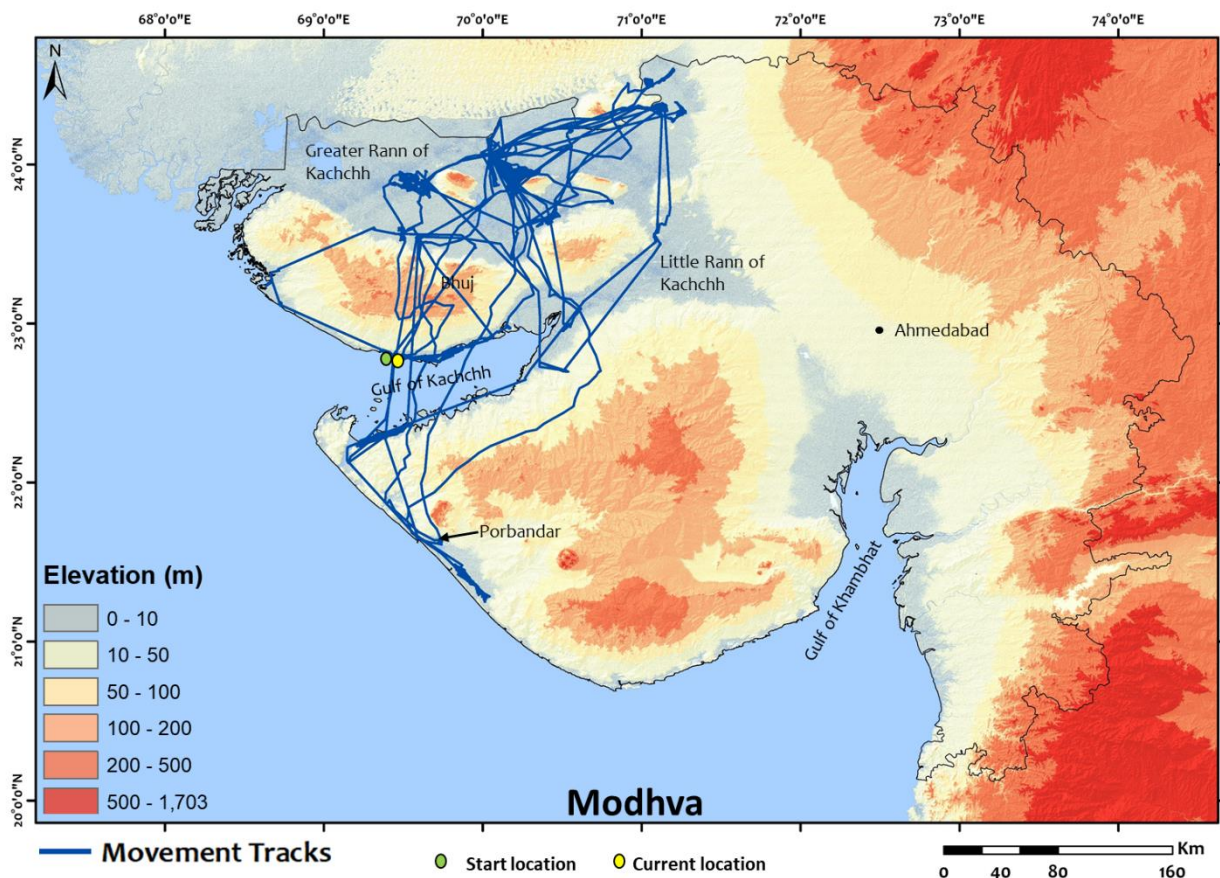 68°0'0"E 69°0'0"E 70°0'0"E 71°0'0"E 72°0'0"E 73°0'0"E 74°0'0"E
N
24°0'0"N
23°0'0"N
22°0'0"N
21°0'0"N
20°0'0"N
Greater Rann of
Kachchh
Bhuj
Little Rann of
Kachchh
Ahmedabad
Gulf of Kachchh
Porbandar
Gulf of Khambhat
Elevation (m)
0 - 10
10 - 50
50 - 100
100 - 200
200 - 500
500 - 1,703
Modhva
Movement Tracks
Start location
Current location
Km
0 40 80 160